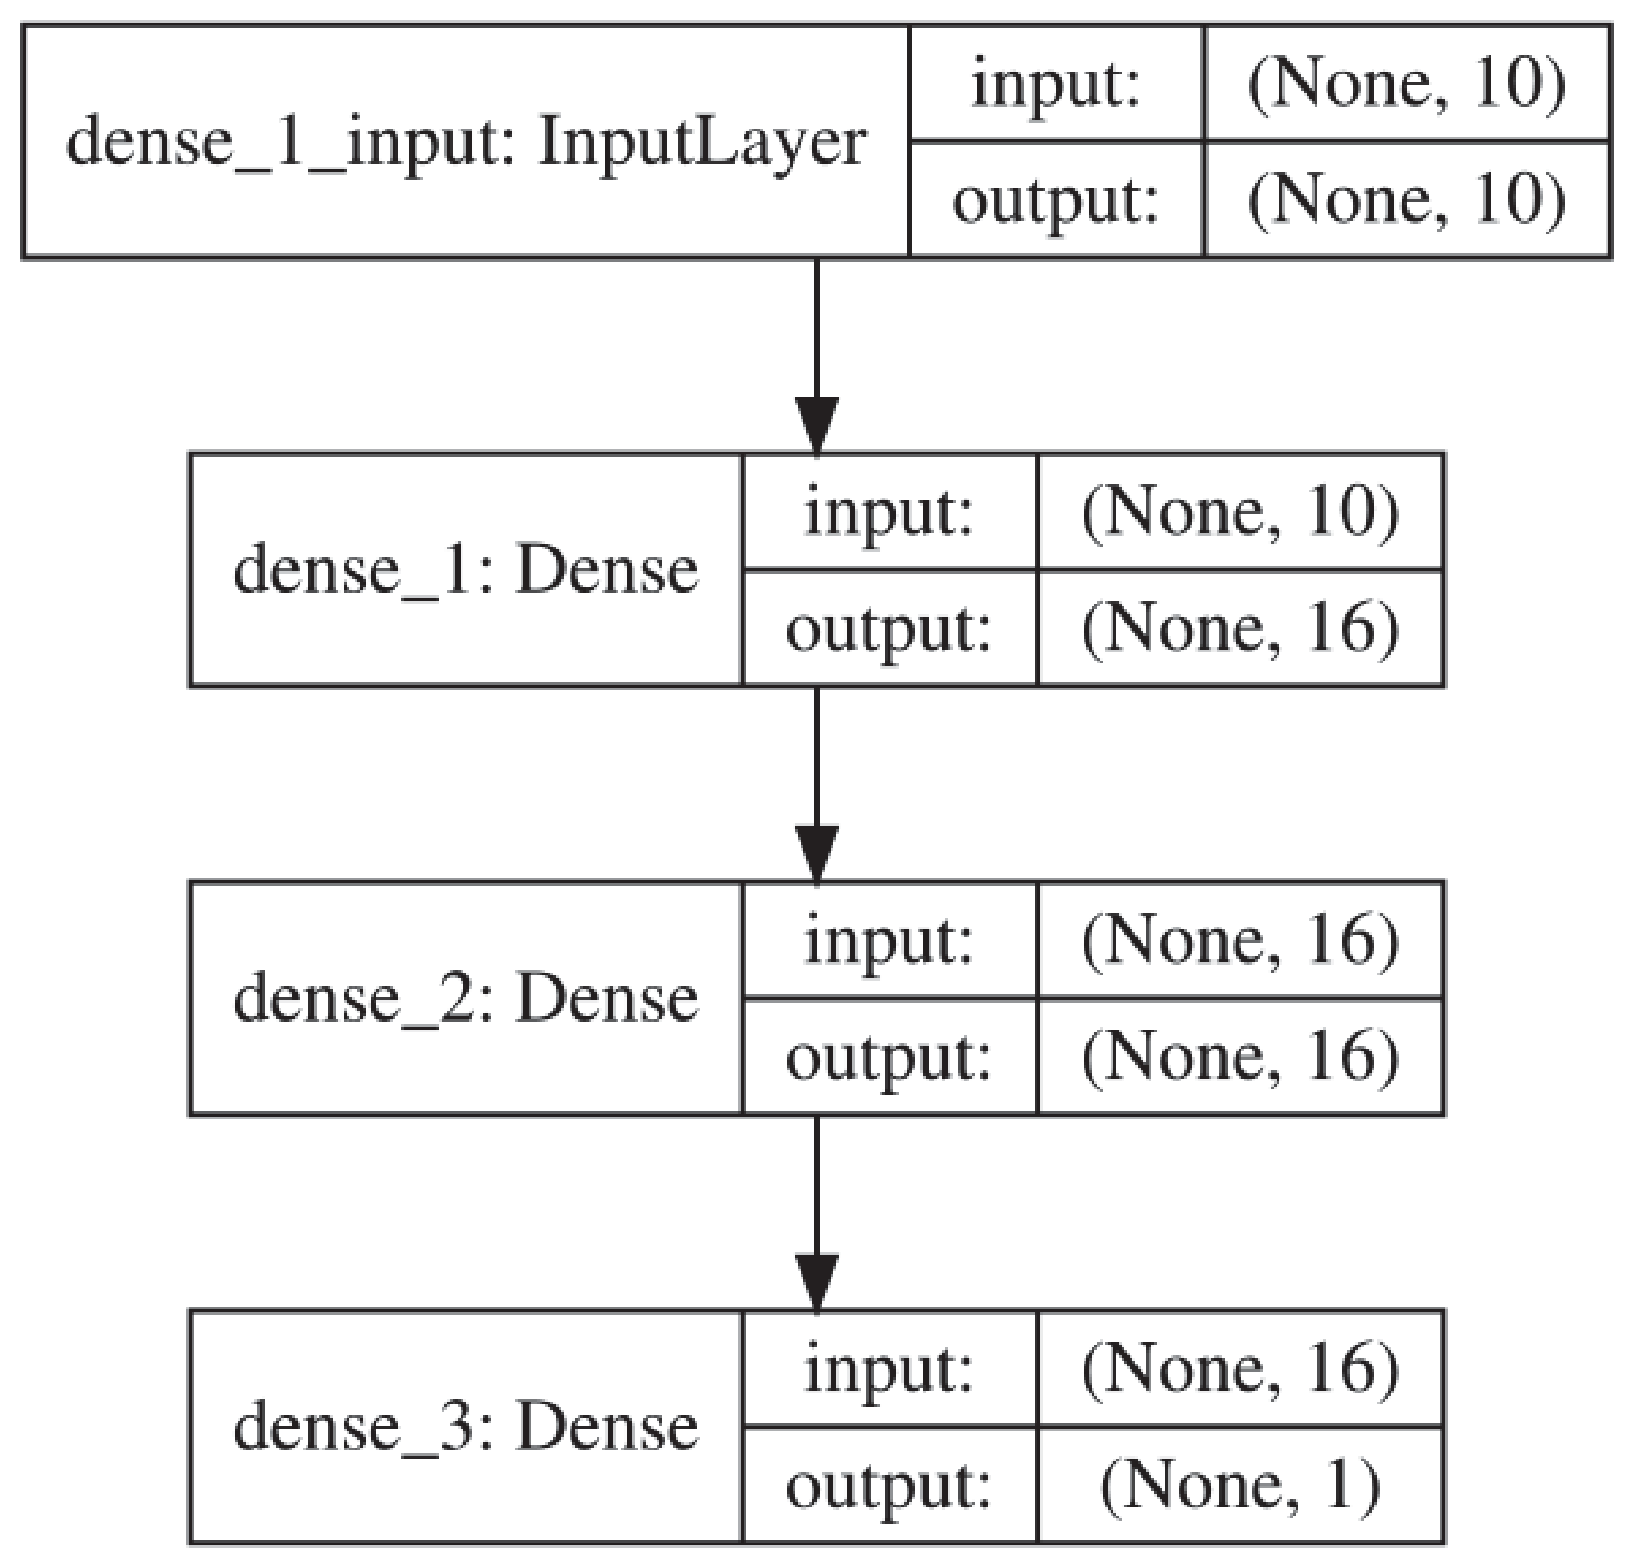 dense_1_input: InputLayer
input:
(None, 10)
output:
(None, 10)
dense_1: Dense
input:
(None, 10)
output:
(None, 16)
dense_2: Dense
input:
(None, 16)
output:
(None, 16)
dense_3: Dense
input:
(None, 16)
output:
(None, 1)